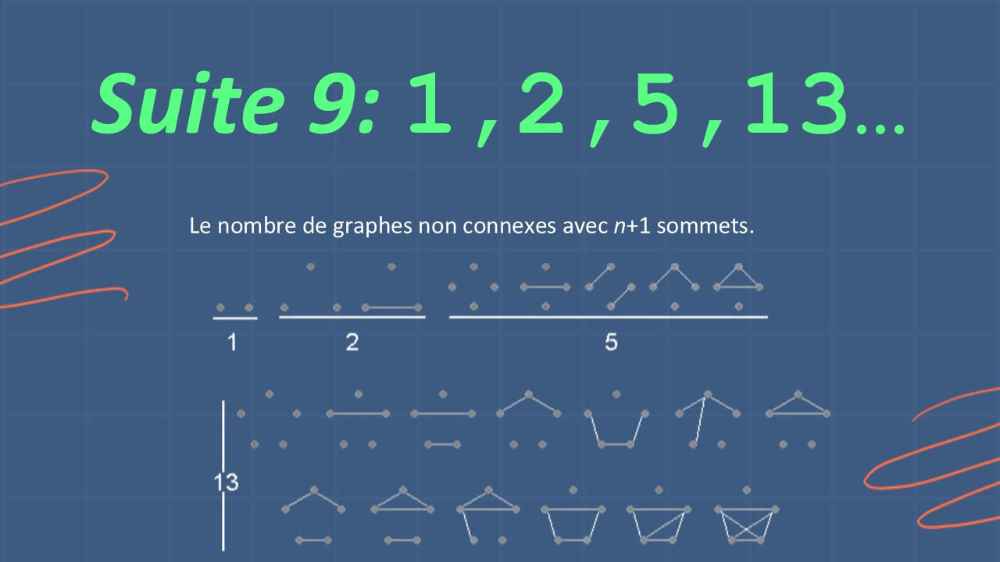 Suite 9: 1,2,5,13…
Le nombre de graphes non connexes avec n+1 sommets.
1 2 5
13